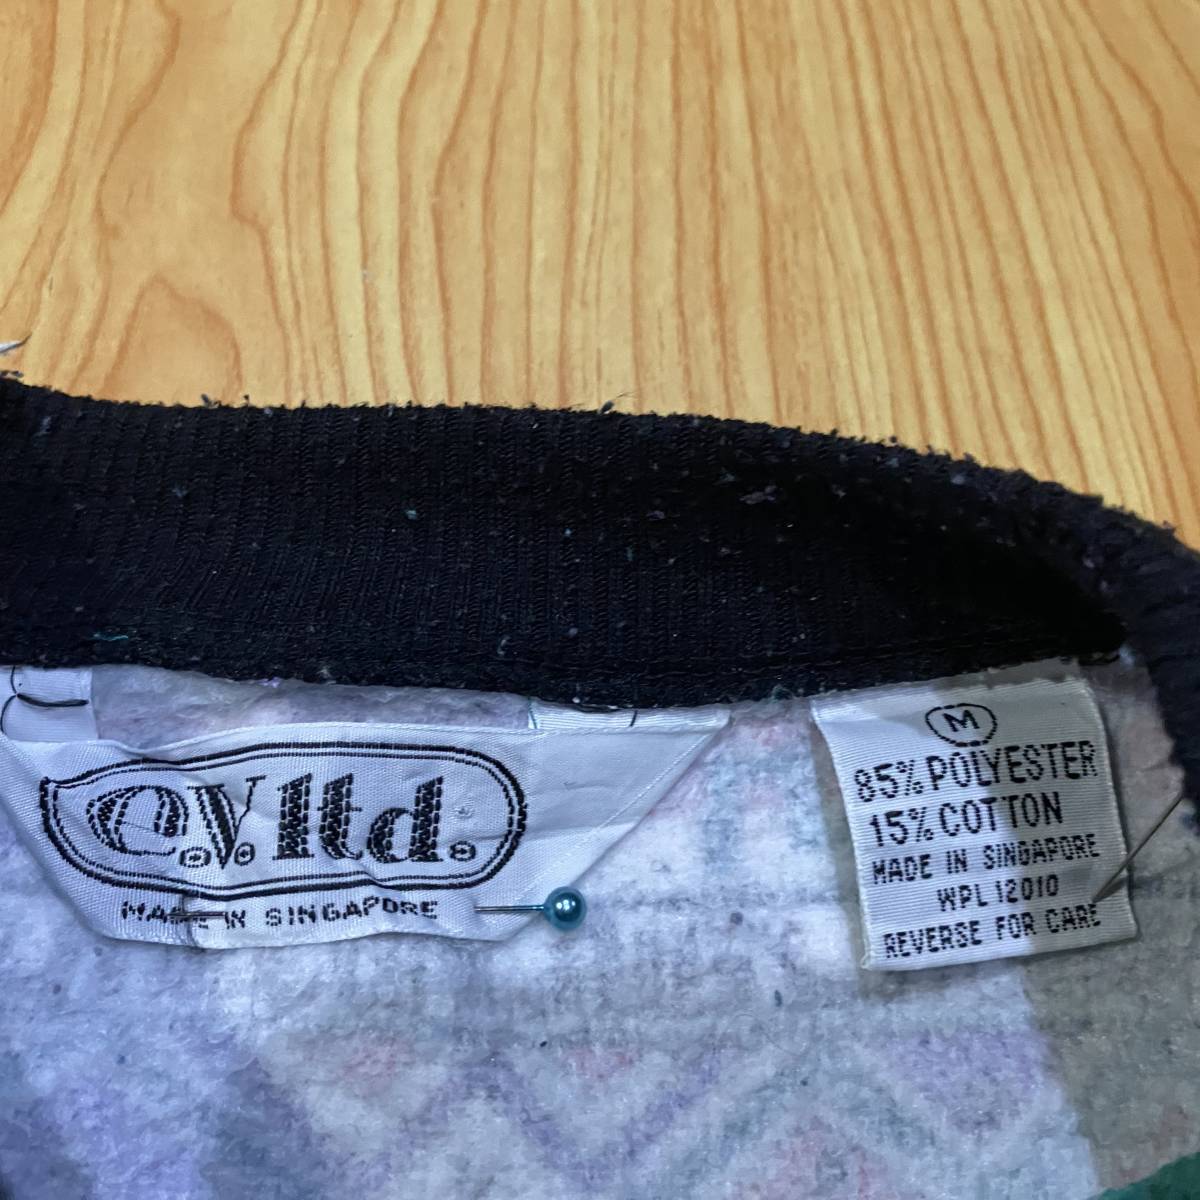 e.V. ltd.
MADE IN SINGAPORE
M
85% POLYESTER
15% COTTON
MADE IN SINGAPORE
WPL 12010
REVERSE FOR CARE